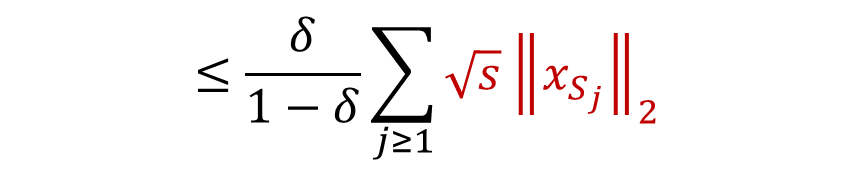 ≤ δ/(1 − δ) ∑_{j≥1} √s ‖x_{S_j}‖_2